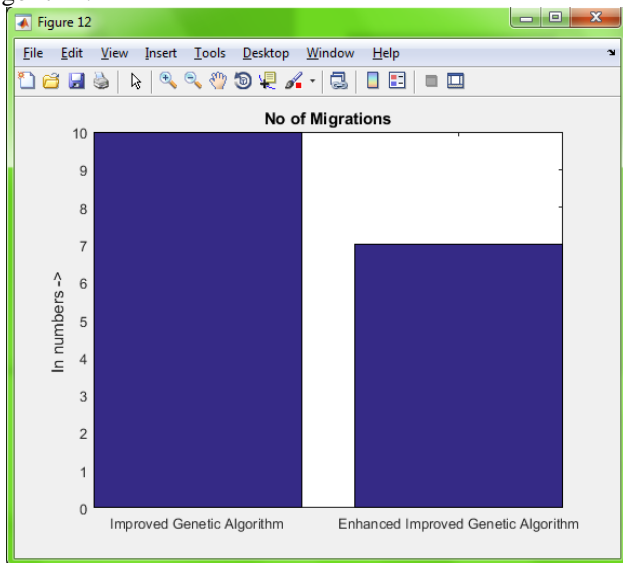 Figure 12
File Edit View Insert Tools Desktop Window Help
No of Migrations
10
9
8
7
6
5
4
3
2
1
0
In numbers ->
Improved Genetic Algorithm
Enhanced Improved Genetic Algorithm